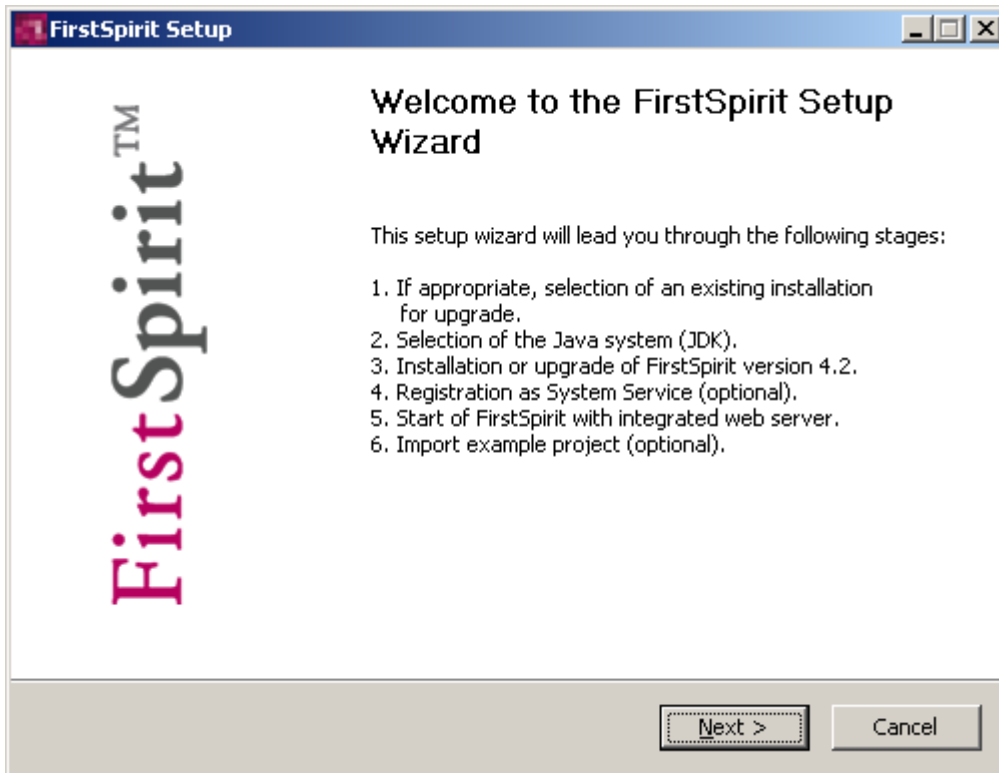 FirstSpirit Setup
FirstSpirit™
Welcome to the FirstSpirit Setup
Wizard
This setup wizard will lead you through the following stages:
1. If appropriate, selection of an existing installation
for upgrade.
2. Selection of the Java system (JDK).
3. Installation or upgrade of FirstSpirit version 4.2.
4. Registration as System Service (optional).
5. Start of FirstSpirit with integrated web server.
6. Import example project (optional).
Next >
Cancel